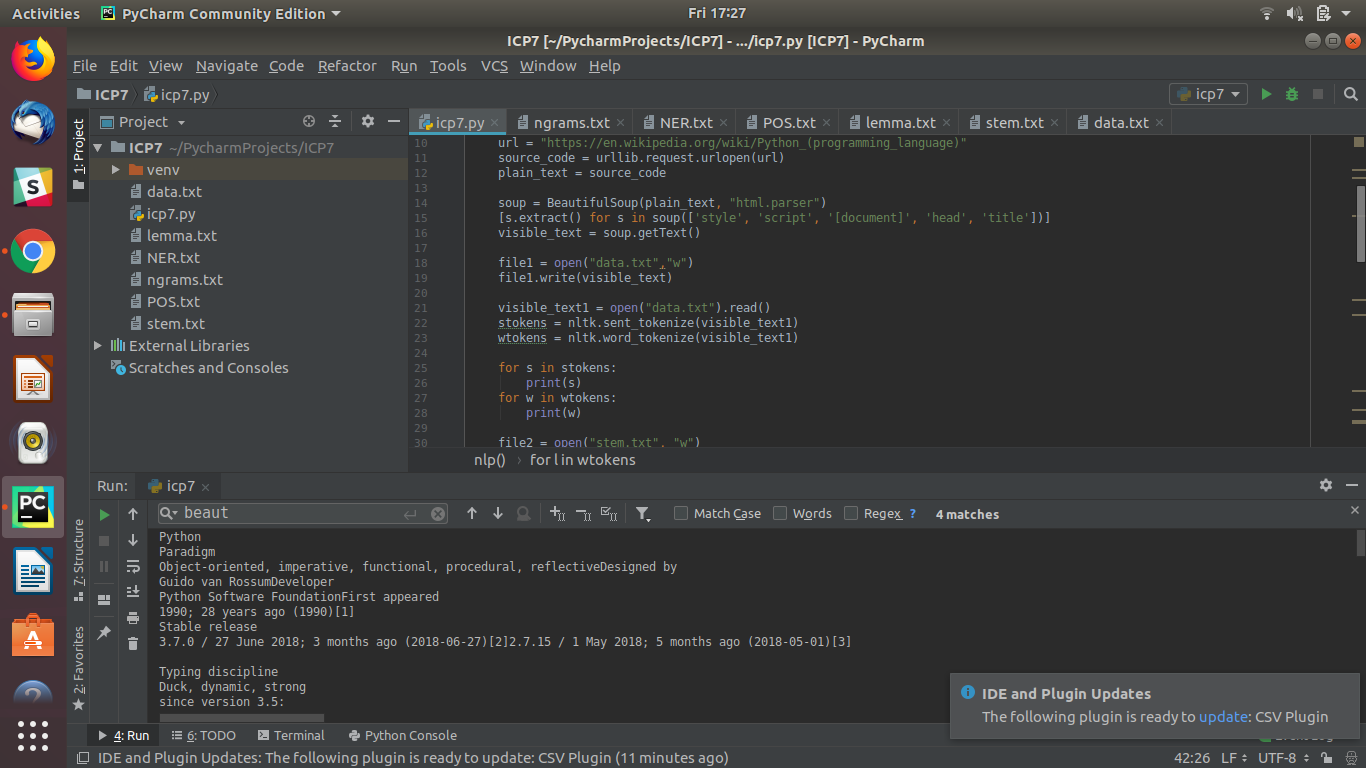 Activities
PyCharm Community Edition
Fri 17:27
ICP7 [~/PycharmProjects/ICP7] - .../icp7.py [ICP7] - PyCharm
File Edit View Navigate Code Refactor Run Tools VCS Window Help
ICP7 icp7.py
icp7
1: Project
Project
icp7.py ngrams.txt NER.txt POS.txt lemma.txt stem.txt data.txt
ICP7 ~/PycharmProjects/ICP7
venv
data.txt
icp7.py
lemma.txt
NER.txt
ngrams.txt
POS.txt
stem.txt
External Libraries
Scratches and Consoles
10 url = "https://en.wikipedia.org/wiki/Python_(programming_language)"
11 source_code = urllib.request.urlopen(url)
12 plain_text = source_code
13
14 soup = BeautifulSoup(plain_text, "html.parser")
15 [s.extract() for s in soup(['style', 'script', '[document]', 'head', 'title'])]
16 visible_text = soup.getText()
17
18 file1 = open("data.txt","w")
19 file1.write(visible_text)
20
21 visible_text1 = open("data.txt").read()
22 stokens = nltk.sent_tokenize(visible_text1)
23 wtokens = nltk.word_tokenize(visible_text1)
24
25 for s in stokens:
26 print(s)
27 for w in wtokens:
28 print(w)
29
30 file2 = open("stem.txt", "w")
nlp() › for l in wtokens
Run: icp7
7: Structure
2: Favorites
beaut
Match Case Words Regex ? 4 matches
Python
Paradigm
Object-oriented, imperative, functional, procedural, reflectiveDesigned by
Guido van RossumDeveloper
Python Software FoundationFirst appeared
1990; 28 years ago (1990)[1]
Stable release
3.7.0 / 27 June 2018; 3 months ago (2018-06-27)[2]2.7.15 / 1 May 2018; 5 months ago (2018-05-01)[3]
Typing discipline
Duck, dynamic, strong
since version 3.5:
IDE and Plugin Updates
The following plugin is ready to update: CSV Plugin
4: Run 6: TODO Terminal Python Console
IDE and Plugin Updates: The following plugin is ready to update: CSV Plugin (11 minutes ago)
42:26 LF UTF-8